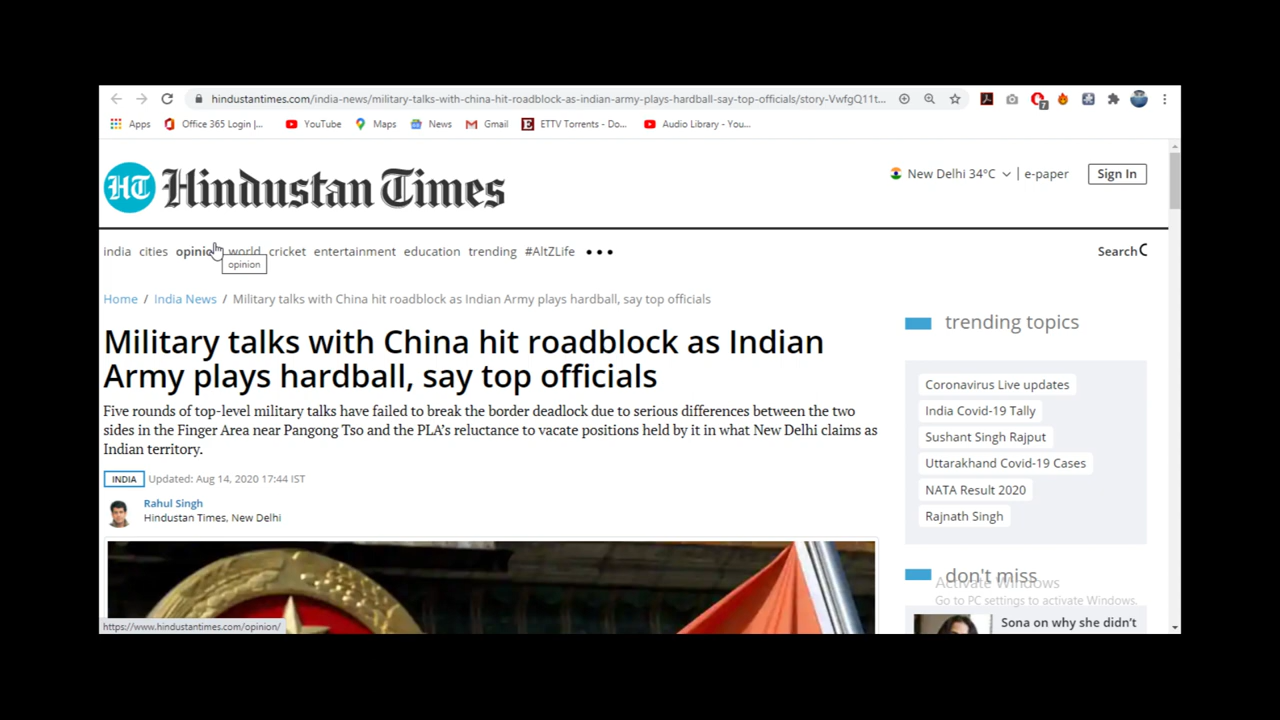 hindustantimes.com/india-news/military-talks-with-china-hit-roadblock-as-indian-army-plays-hardball-say-top-officials/story-VwfgQ11t...
Apps Office 365 Login |... YouTube Maps News Gmail ETTV Torrents - Do... Audio Library - You...
HT Hindustan Times
New Delhi 34°C | e-paper Sign In
india cities opinion world cricket entertainment education trending #AltZLife •••
Search
opinion
Home / India News / Military talks with China hit roadblock as Indian Army plays hardball, say top officials
Military talks with China hit roadblock as Indian
Army plays hardball, say top officials
Five rounds of top-level military talks have failed to break the border deadlock due to serious differences between the two
sides in the Finger Area near Pangong Tso and the PLA’s reluctance to vacate positions held by it in what New Delhi claims as
Indian territory.
INDIA Updated: Aug 14, 2020 17:44 IST
Rahul Singh
Hindustan Times, New Delhi
trending topics
Coronavirus Live updates
India Covid-19 Tally
Sushant Singh Rajput
Uttarakhand Covid-19 Cases
NATA Result 2020
Rajnath Singh
don't miss
Activate Windows
Go to PC settings to activate Windows.
Sona on why she didn’t
https://www.hindustantimes.com/opinion/